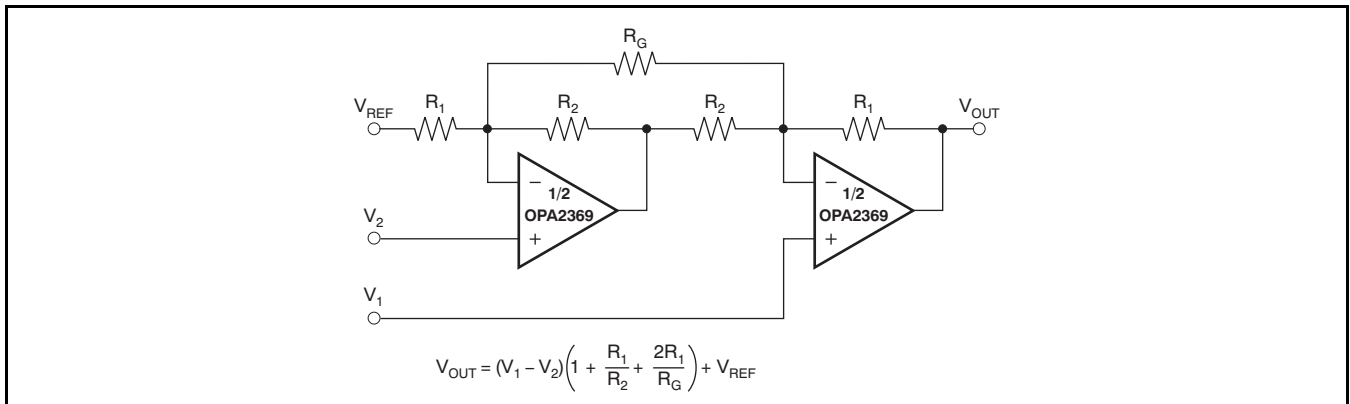 R_G
V_REF R_1 R_2 R_2 R_1 V_OUT
− 1/2 OPA2369 +
− 1/2 OPA2369 +
V_2
V_1
V_OUT = (V_1 − V_2)(1 + R_1/R_2 + 2R_1/R_G) + V_REF